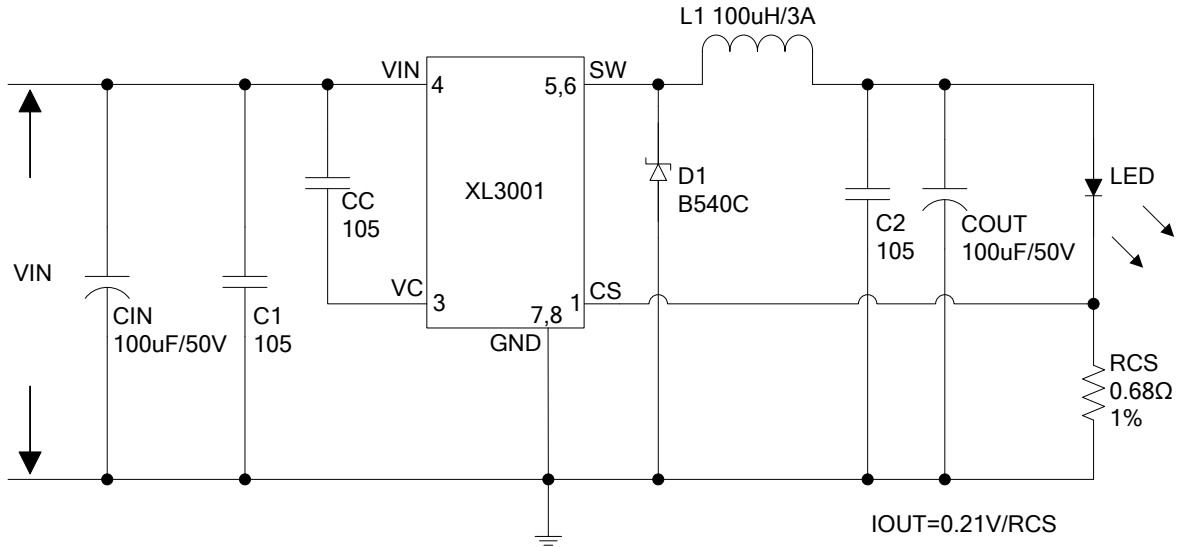 L1 100uH/3A
VIN
4
5,6
SW
XL3001
CC
105
D1
B540C
LED
C2
105
COUT
100uF/50V
VIN
VC
3
1
CS
7,8
GND
CIN
100uF/50V
C1
105
RCS
0.68Ω
1%
IOUT=0.21V/RCS